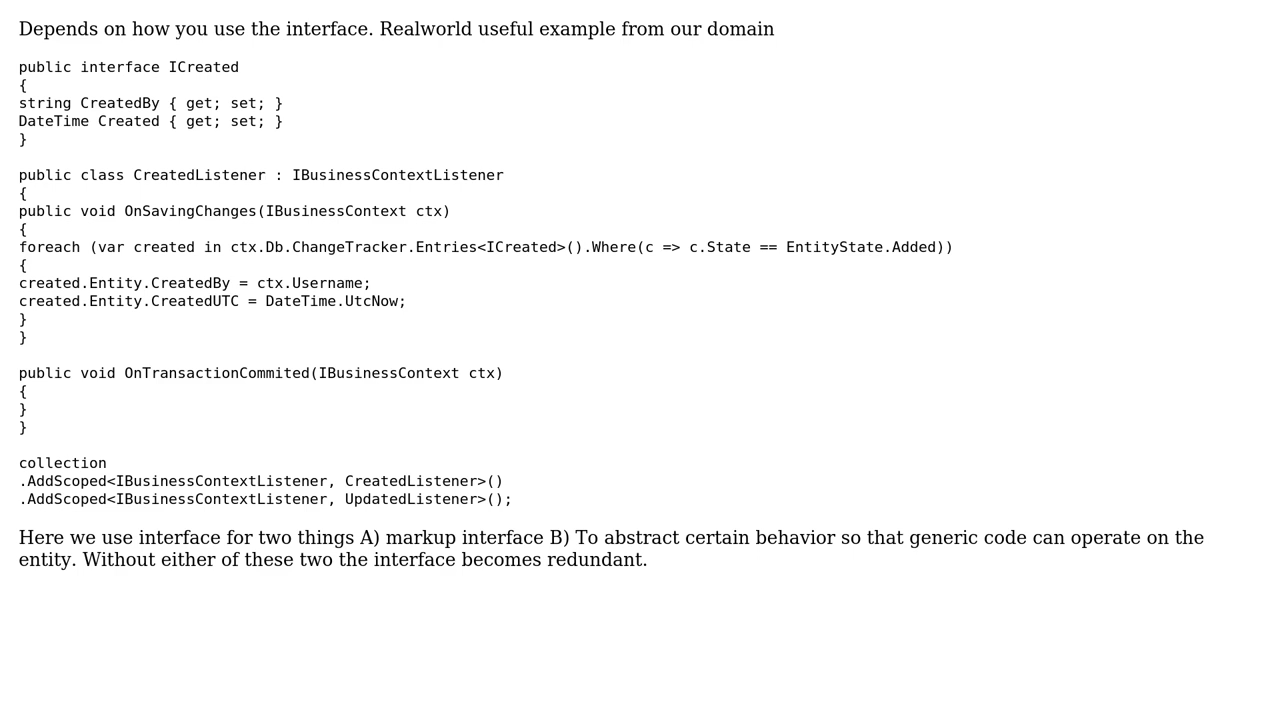 Depends on how you use the interface. Realworld useful example from our domain
public interface ICreated
{
string CreatedBy { get; set; }
DateTime Created { get; set; }
}
public class CreatedListener : IBusinessContextListener
{
public void OnSavingChanges(IBusinessContext ctx)
{
foreach (var created in ctx.Db.ChangeTracker.Entries<ICreated>().Where(c => c.State == EntityState.Added))
{
created.Entity.CreatedBy = ctx.Username;
created.Entity.CreatedUTC = DateTime.UtcNow;
}
}
public void OnTransactionCommited(IBusinessContext ctx)
{
}
}
collection
.AddScoped<IBusinessContextListener, CreatedListener>()
.AddScoped<IBusinessContextListener, UpdatedListener>();
Here we use interface for two things A) markup interface B) To abstract certain behavior so that generic code can operate on the
entity. Without either of these two the interface becomes redundant.